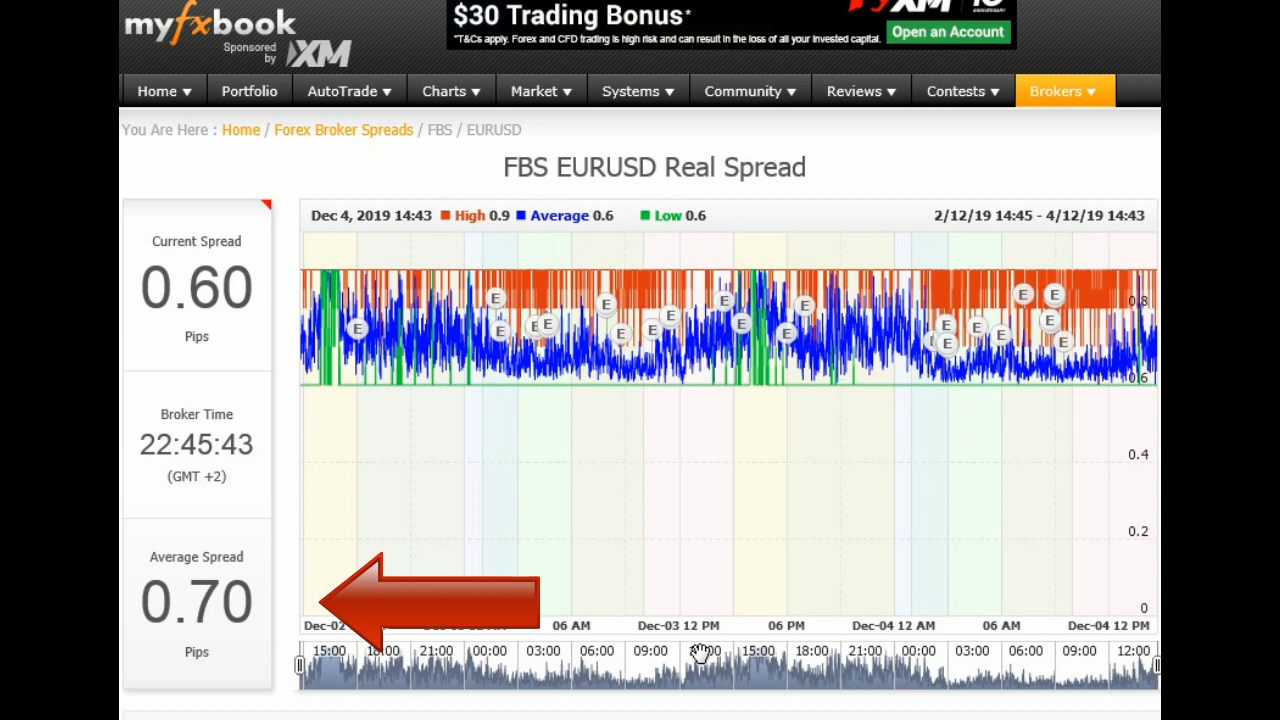 myfxbook
Sponsored by XM
$30 Trading Bonus*
*T&Cs apply. Forex and CFD trading is high risk and can result in the loss of all your invested capital.
XM
ANNIVERSARY
Open an Account
Home ▼ Portfolio AutoTrade ▼ Charts ▼ Market ▼ Systems ▼ Community ▼ Reviews ▼ Contests ▼ Brokers ▼
You Are Here : Home / Forex Broker Spreads / FBS / EURUSD
FBS EURUSD Real Spread
Dec 4, 2019 14:43 High 0.9 Average 0.6 Low 0.6 2/12/19 14:45 - 4/12/19 14:43
Current Spread
0.60
Pips
Broker Time
22:45:43
(GMT +2)
Average Spread
0.70
Pips
E E E E E E E E E E E E E E E E E E E E E E
0.8
0.6
0.4
0.2
0
Dec-02 06 AM Dec-03 12 PM 06 PM Dec-04 12 AM 06 AM Dec-04 12 PM
15:00 18:00 21:00 00:00 03:00 06:00 09:00 15:00 18:00 21:00 00:00 03:00 06:00 09:00 12:00